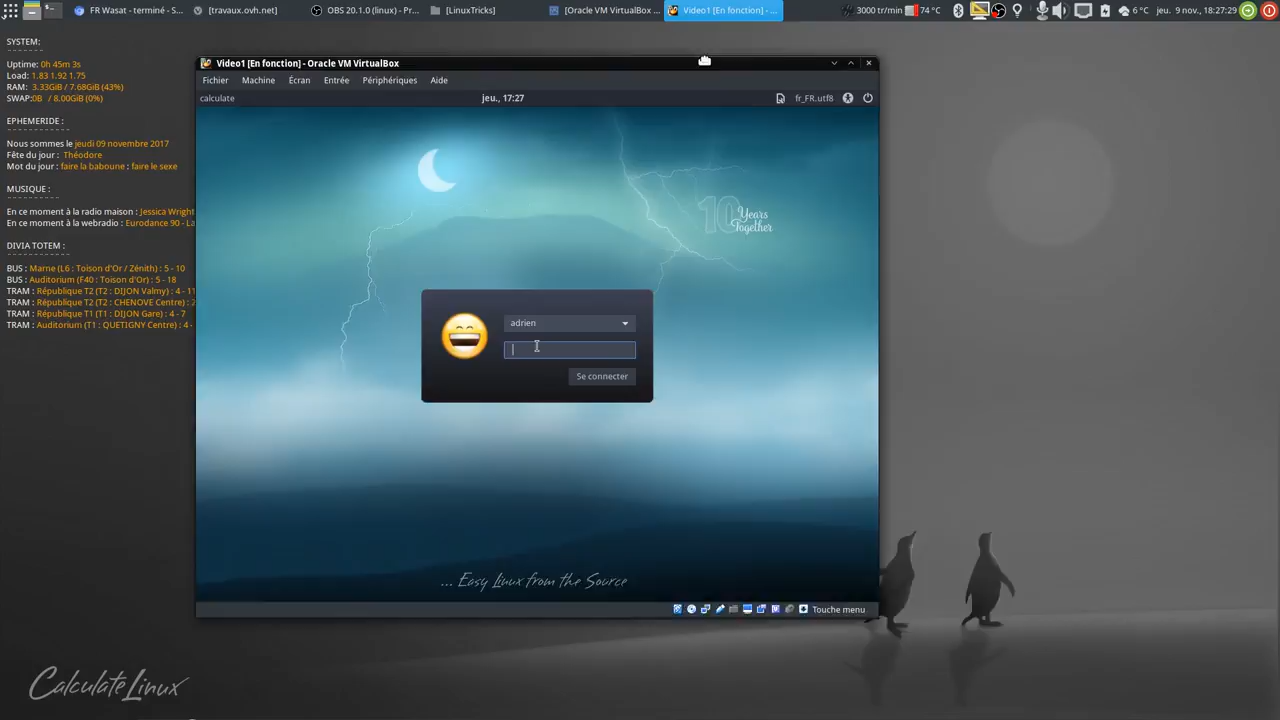 FR Wasat - terminé - S...
[travaux.ovh.net]
OBS 20.1.0 (linux) - Pr...
[LinuxTricks]
[Oracle VM VirtualBox ...
Video1 [En fonction] - ...
3000 tr/min
74 °C
6°C
jeu. 9 nov., 18:27:29
SYSTEM:
Uptime: 0h 45m 3s
Load: 1.83 1.92 1.75
RAM: 3.33GiB / 7.68GiB (43%)
SWAP:0B / 8.00GiB (0%)
EPHEMERIDE :
Nous sommes le jeudi 09 novembre 2017
Fête du jour : Théodore
Mot du jour : faire la baboune : faire le sexe
MUSIQUE :
En ce moment à la radio maison : Jessica Wright
En ce moment à la webradio : Eurodance 90 - La
DIVIA TOTEM :
BUS : Marne (L6 : Toison d'Or / Zénith) : 5 - 10
BUS : Auditorium (F40 : Toison d'Or) : 5 - 18
TRAM : République T2 (T2 : DIJON Valmy) : 4 - 1
TRAM : République T2 (T2 : CHENOVE Centre) : 2
TRAM : République T1 (T1 : DIJON Gare) : 4 - 7
TRAM : Auditorium (T1 : QUETIGNY Centre) : 4 -
Video1 [En fonction] - Oracle VM VirtualBox
Fichier Machine Écran Entrée Périphériques Aide
calculate
jeu., 17:27
fr_FR.utf8
10 Years Together
adrien
Se connecter
... Easy Linux from the Source
Touche menu
Calculate Linux